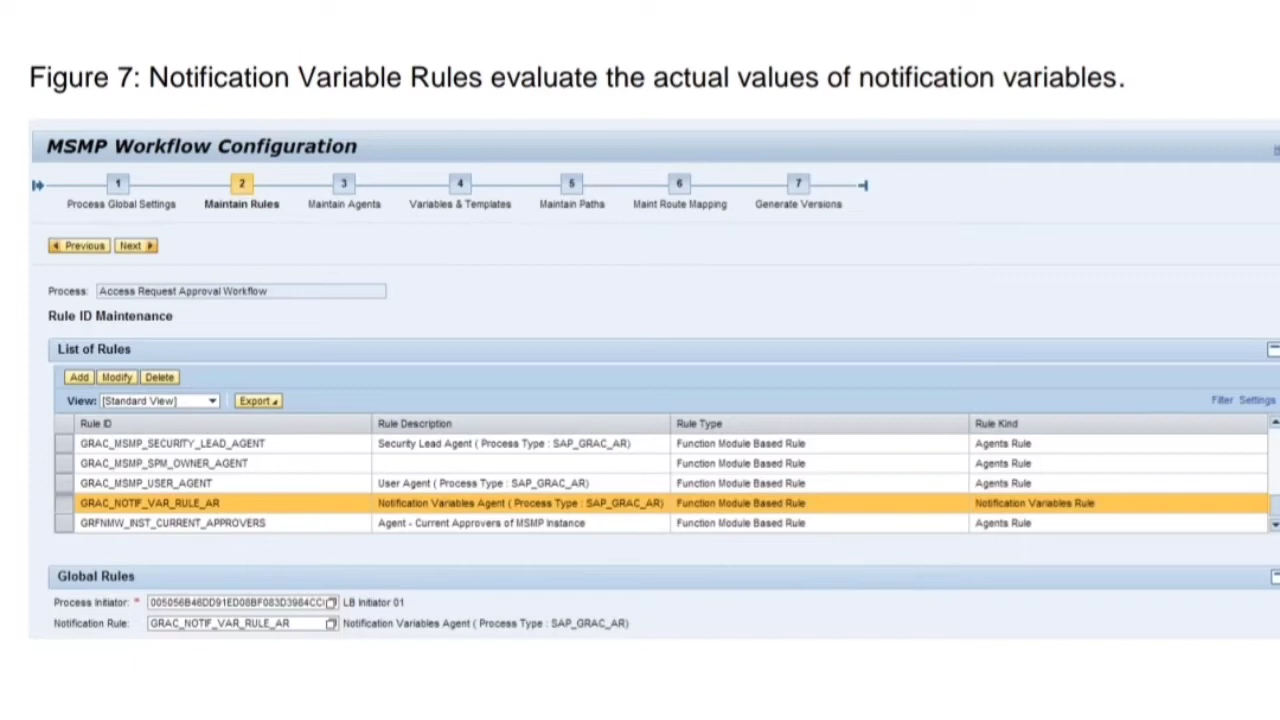 Figure 7: Notification Variable Rules evaluate the actual values of notification variables.
MSMP Workflow Configuration
1 2 3 4 5 6 7
Process Global Settings Maintain Rules Maintain Agents Variables & Templates Maintain Paths Maint Route Mapping Generate Versions
Previous Next
Process: Access Request Approval Workflow
Rule ID Maintenance
List of Rules
Add Modify Delete
View: [Standard View] Export Filter Settings
Rule ID Rule Description Rule Type Rule Kind
GRAC_MSMP_SECURITY_LEAD_AGENT Security Lead Agent ( Process Type : SAP_GRAC_AR) Function Module Based Rule Agents Rule
GRAC_MSMP_SPM_OWNER_AGENT Function Module Based Rule Agents Rule
GRAC_MSMP_USER_AGENT User Agent ( Process Type : SAP_GRAC_AR) Function Module Based Rule Agents Rule
GRAC_NOTIF_VAR_RULE_AR Notification Variables Agent ( Process Type : SAP_GRAC_AR) Function Module Based Rule Notification Variables Rule
GRFNMW_INST_CURRENT_APPROVERS Agent - Current Approvers of MSMP Instance Function Module Based Rule Agents Rule
Global Rules
Process Initiator: * LB Initiator 01
Notification Rule: GRAC_NOTIF_VAR_RULE_AR Notification Variables Agent ( Process Type : SAP_GRAC_AR)